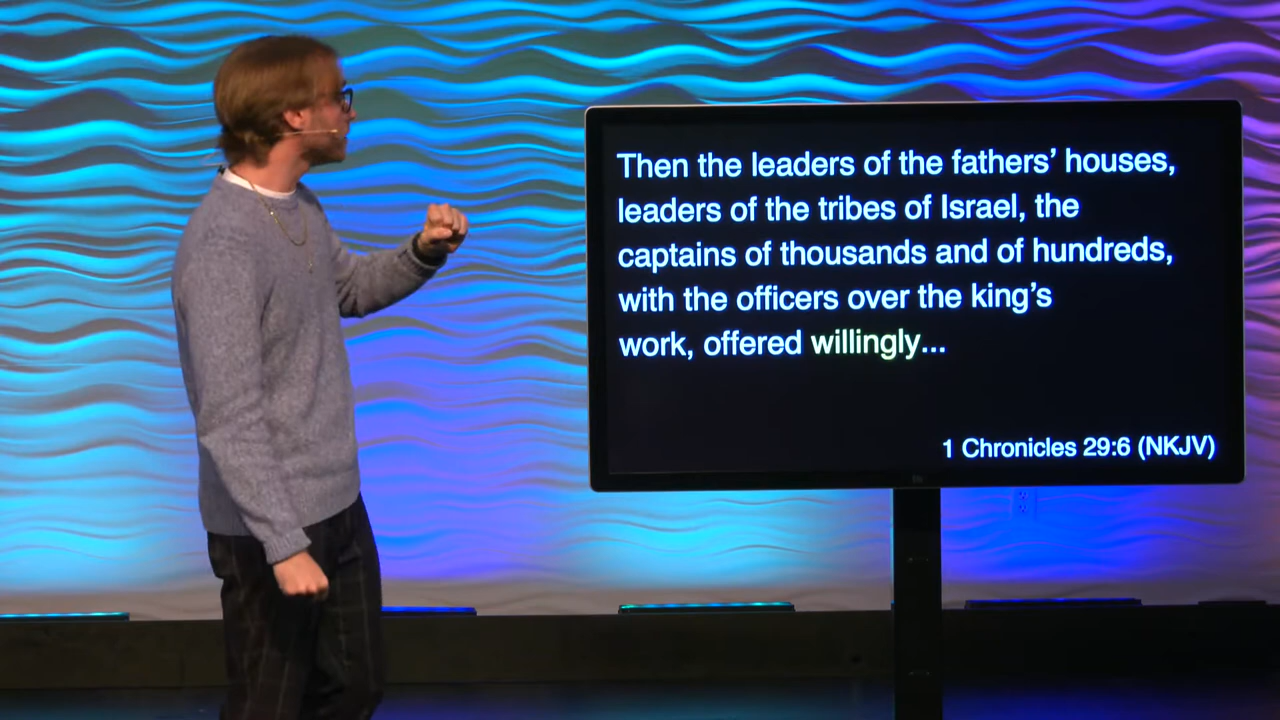 Then the leaders of the fathers’ houses,
leaders of the tribes of Israel, the
captains of thousands and of hundreds,
with the officers over the king’s
work, offered willingly...
1 Chronicles 29:6 (NKJV)